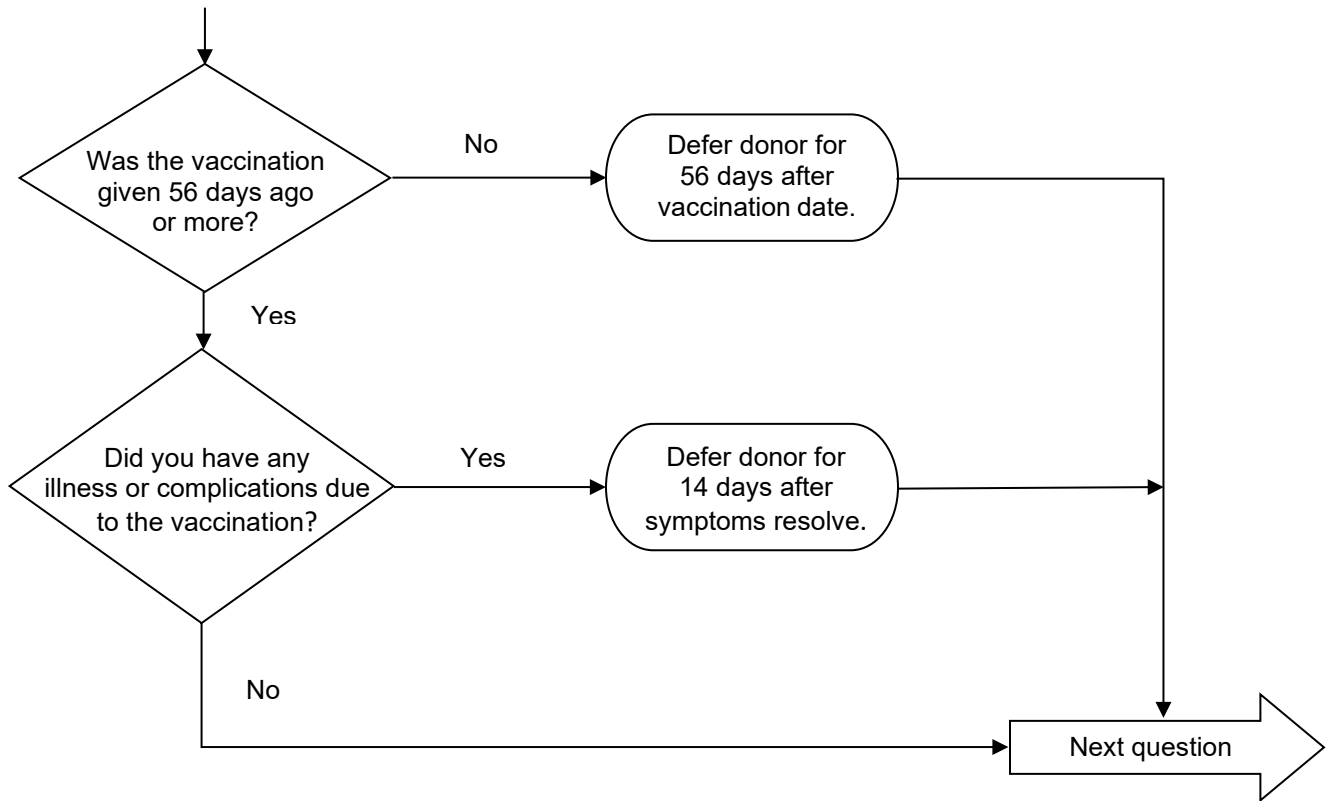 Was the vaccination
given 56 days ago
or more?
No
Defer donor for
56 days after
vaccination date.
Yes
Did you have any
illness or complications due
to the vaccination?
Yes
Defer donor for
14 days after
symptoms resolve.
No
Next question